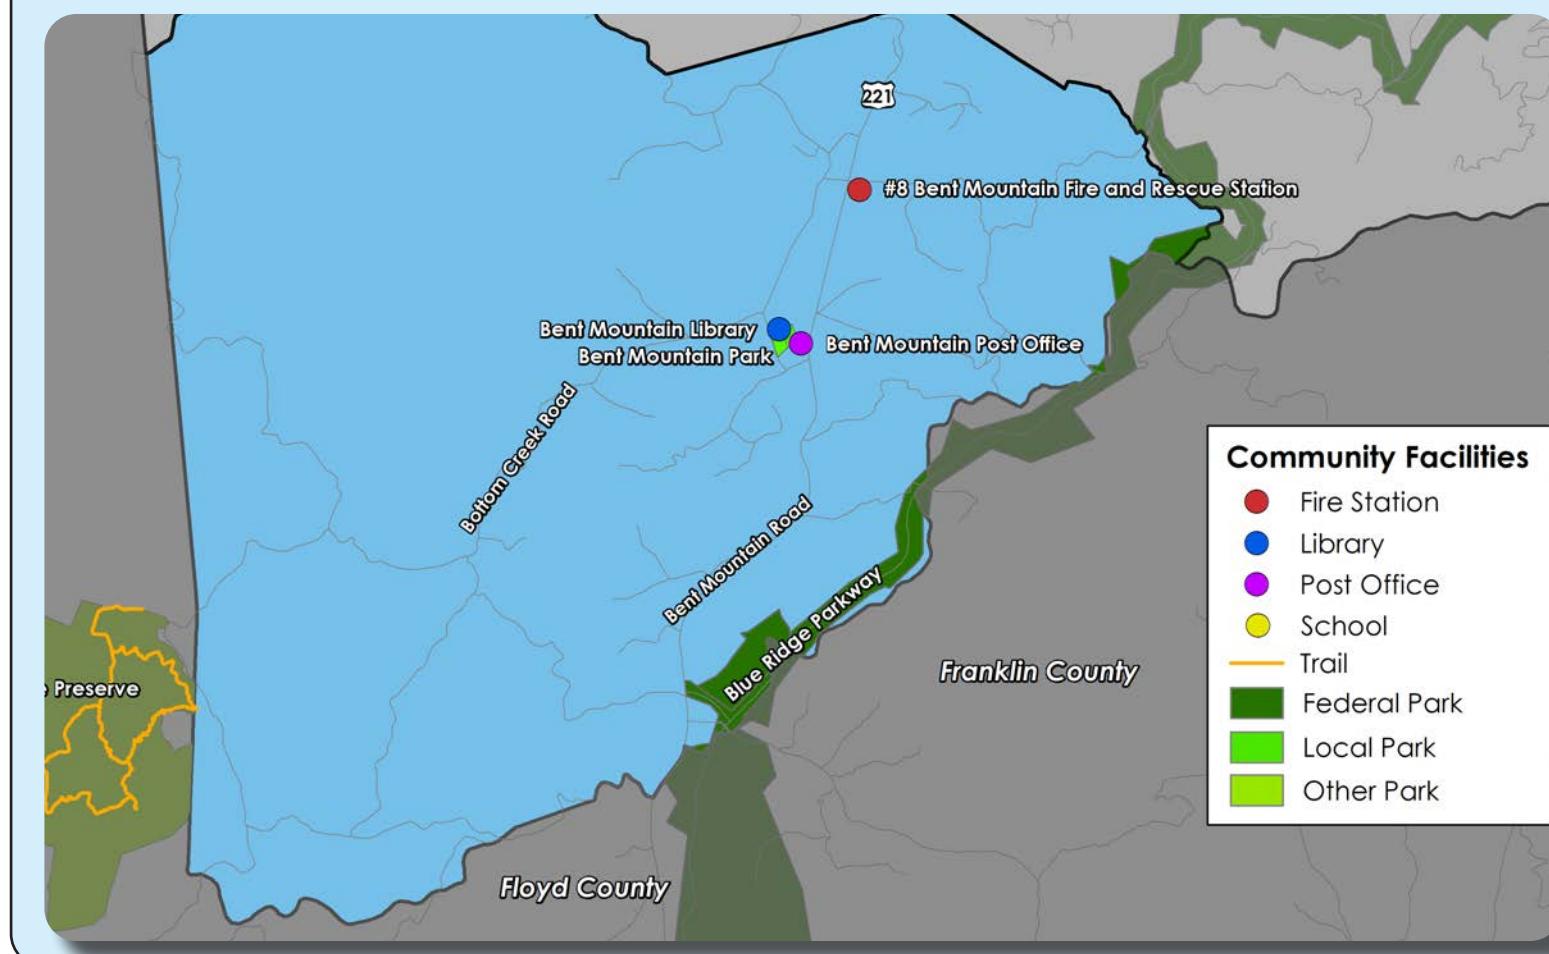 221
#8 Bent Mountain Fire and Rescue Station
Bent Mountain Library
Bent Mountain Park
Bent Mountain Post Office
Bottom Creek Road
Bent Mountain Road
Blue Ridge Parkway
Preserve
Franklin County
Floyd County
Community Facilities
Fire Station
Library
Post Office
School
Trail
Federal Park
Local Park
Other Park